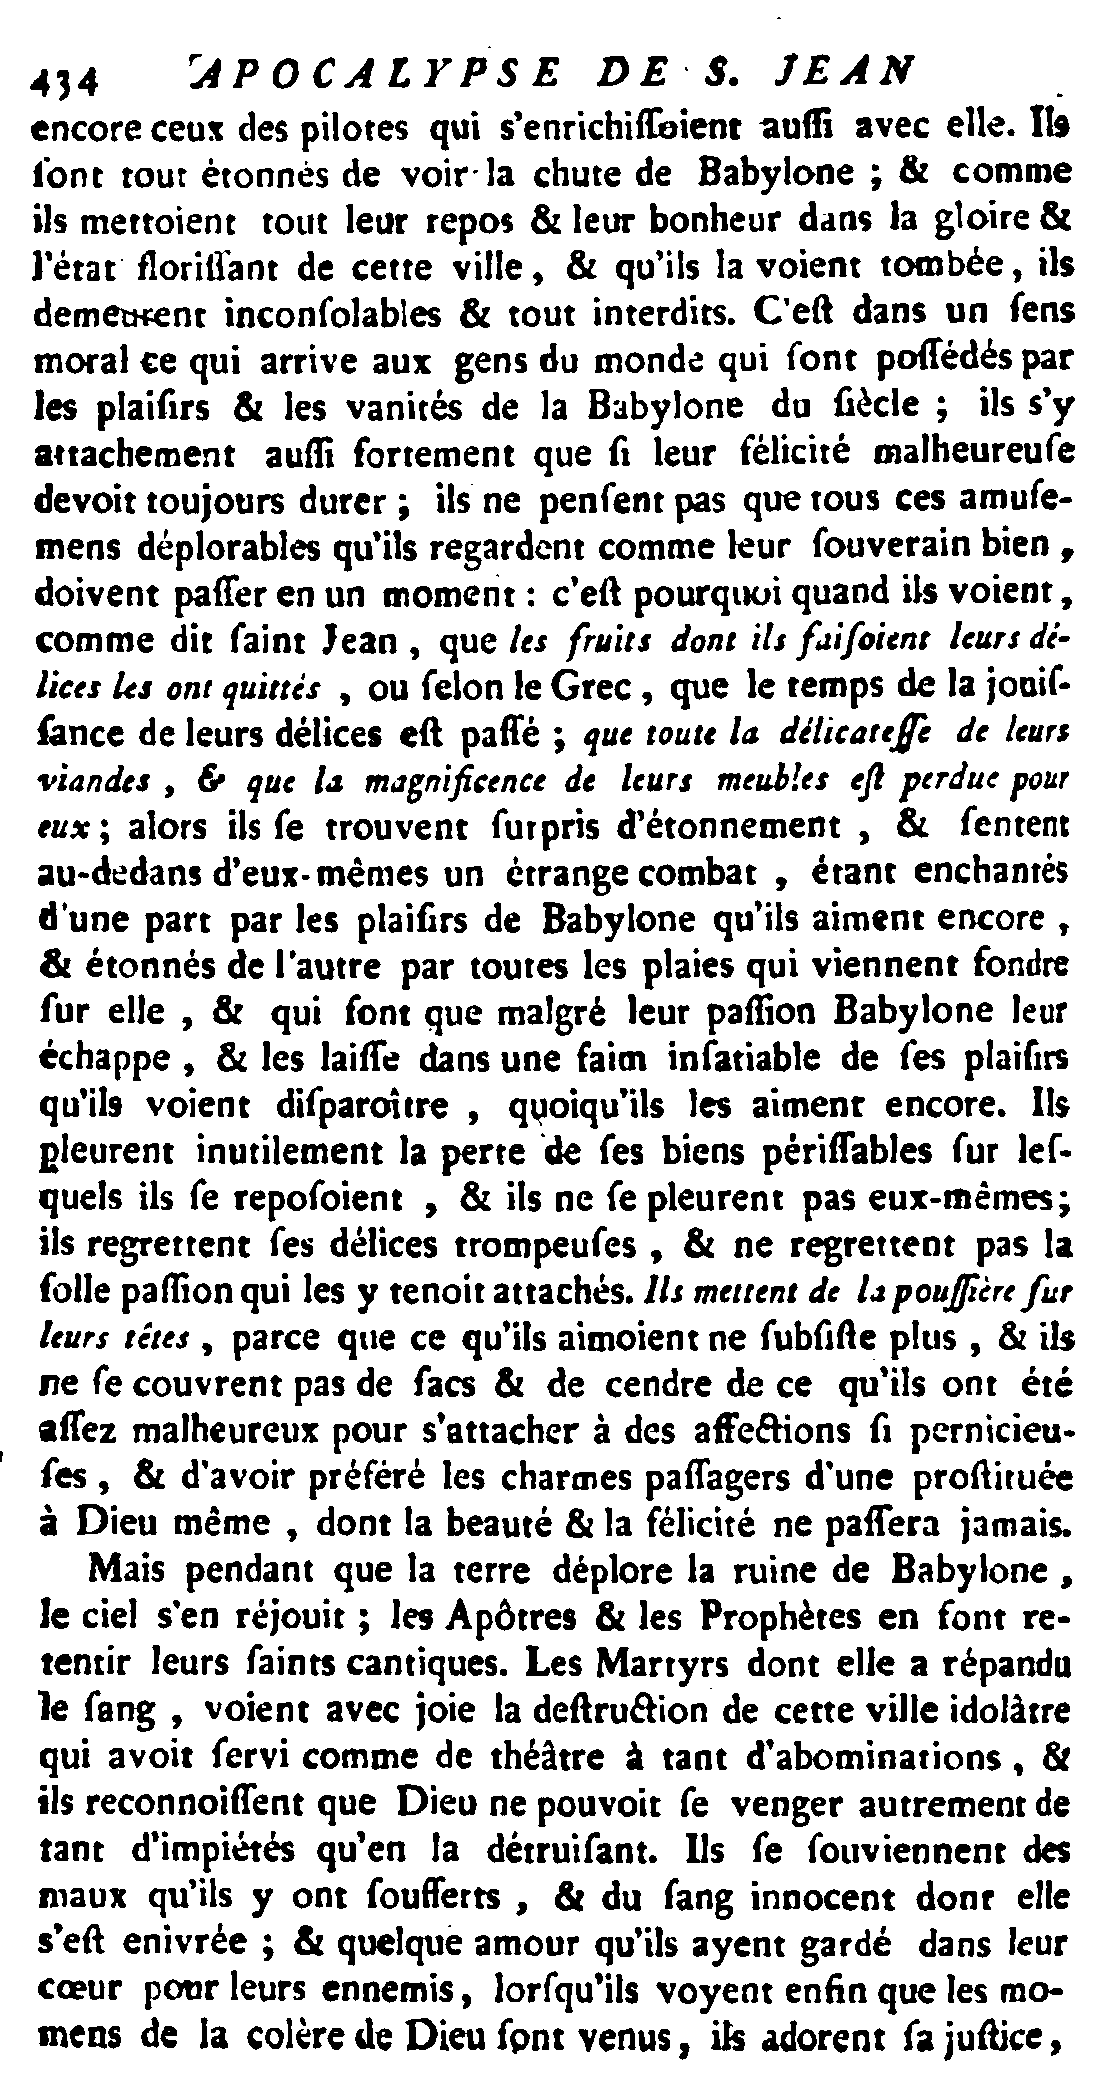 434 APOCALYPSE DE S. JEAN
encore ceux des pilotes qui s'enrichiſſoient auſſi avec elle. Ils
ſont tout étonnés de voir la chute de Babylone ; & comme
ils mettoient tout leur repos & leur bonheur dans la gloire &
l'état floriſſant de cette ville, & qu'ils la voient tombée, ils
demeurent inconſolables & tout interdits. C'eſt dans un ſens
moral ce qui arrive aux gens du monde qui ſont poſſédés par
les plaiſirs & les vanités de la Babylone du ſiècle ; ils s'y
attachement auſſi fortement que ſi leur félicité malheureuſe
devoit toujours durer ; ils ne penſent pas que tous ces amuſe-
mens déplorables qu'ils regardent comme leur ſouverain bien ,
doivent paſſer en un moment : c'eſt pourquoi quand ils voient ,
comme dit ſaint Jean , que les fruits dont ils faiſoient leurs dé-
lices les ont quittés , ou ſelon le Grec , que le temps de la jouiſ-
ſance de leurs délices eſt paſſé ; que toute la délicateſſe de leurs
viandes , & que la magnificence de leurs meubles eſt perdue pour
eux ; alors ils ſe trouvent ſurpris d'étonnement , & ſentent
au-dedans d'eux-mêmes un étrange combat , étant enchantés
d'une part par les plaiſirs de Babylone qu'ils aiment encore ,
& étonnés de l'autre par toutes les plaies qui viennent fondre
ſur elle , & qui font que malgré leur paſſion Babylone leur
échappe , & les laiſſe dans une faim inſatiable de ſes plaiſirs
qu'ils voient diſparoître , quoiqu'ils les aiment encore. Ils
pleurent inutilement la perte de ſes biens périſſables ſur leſ-
quels ils ſe repoſoient , & ils ne ſe pleurent pas eux-mêmes ;
ils regrettent ſes délices trompeuſes , & ne regrettent pas la
folle paſſion qui les y tenoit attachés. Ils mettent de la pouſſière ſur
leurs têtes , parce que ce qu'ils aimoient ne ſubſiſte plus , & ils
ne ſe couvrent pas de ſacs & de cendre de ce qu'ils ont été
aſſez malheureux pour s'attacher à des affections ſi pernicieu-
ſes , & d'avoir préféré les charmes paſſagers d'une proſtituée
à Dieu même , dont la beauté & la félicité ne paſſera jamais.
Mais pendant que la terre déplore la ruine de Babylone ,
le ciel s'en réjouit ; les Apôtres & les Prophètes en font re-
tentir leurs ſaints cantiques. Les Martyrs dont elle a répandu
le ſang , voient avec joie la deſtruction de cette ville idolâtre
qui avoit ſervi comme de théâtre à tant d'abominations , &
ils reconnoiſſent que Dieu ne pouvoit ſe venger autrement de
tant d'impiétés qu'en la détruiſant. Ils ſe ſouviennent des
maux qu'ils y ont ſoufferts , & du ſang innocent dont elle
s'eſt enivrée ; & quelque amour qu'ils ayent gardé dans leur
cœur pour leurs ennemis, lorſqu'ils voyent enfin que les mo-
mens de la colère de Dieu ſont venus, ils adorent ſa juſtice ,